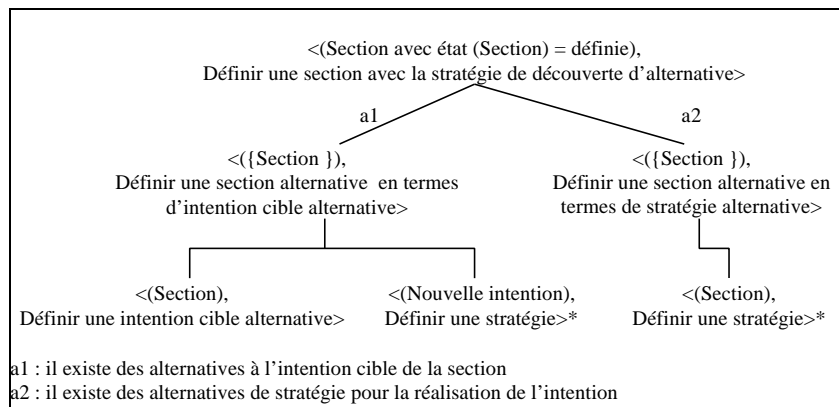 <(Section avec état (Section) = définie),
Définir une section avec la stratégie de découverte d'alternative>
a1
a2
<({Section }),
Définir une section alternative  en termes
d'intention cible alternative>
<({Section }),
Définir une section alternative en
termes de stratégie alternative>
<(Section),
Définir une intention cible alternative>
<(Nouvelle intention),
Définir une stratégie>*
<(Section),
Définir une stratégie>*
a1 : il existe des alternatives à l'intention cible de la section
a2 : il existe des alternatives de stratégie pour la réalisation de l'intention